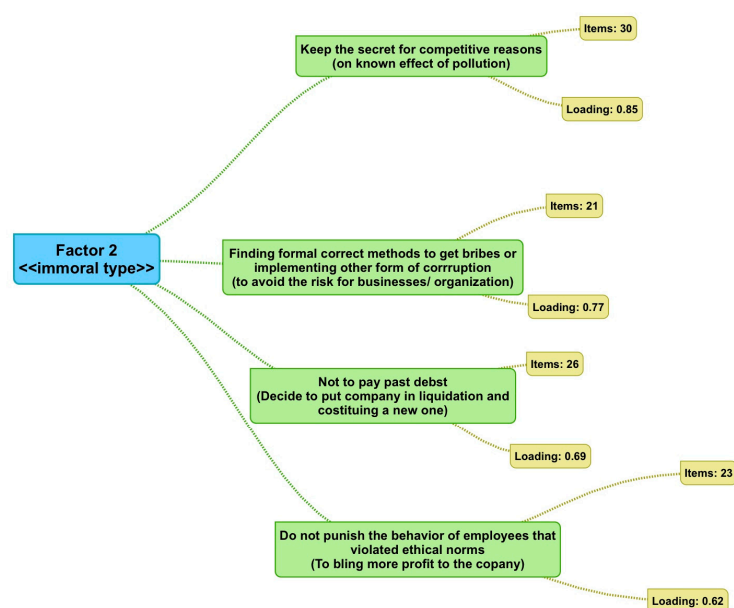 Items: 30
Keep the secret for competitive reasons
(on known effect of pollution)
Loading: 0.85
Items: 21
Factor 2
<<immoral type>>
Finding formal correct methods to get bribes or
implementing other form of corrruption
(to avoid the risk for businesses/ organization)
Loading: 0.77
Items: 26
Not to pay past debst
(Decide to put company in liquidation and
costituing a new one)
Loading: 0.69
Items: 23
Do not punish the behavior of employees that
violated ethical norms
(To bling more profit to the copany)
Loading: 0.62